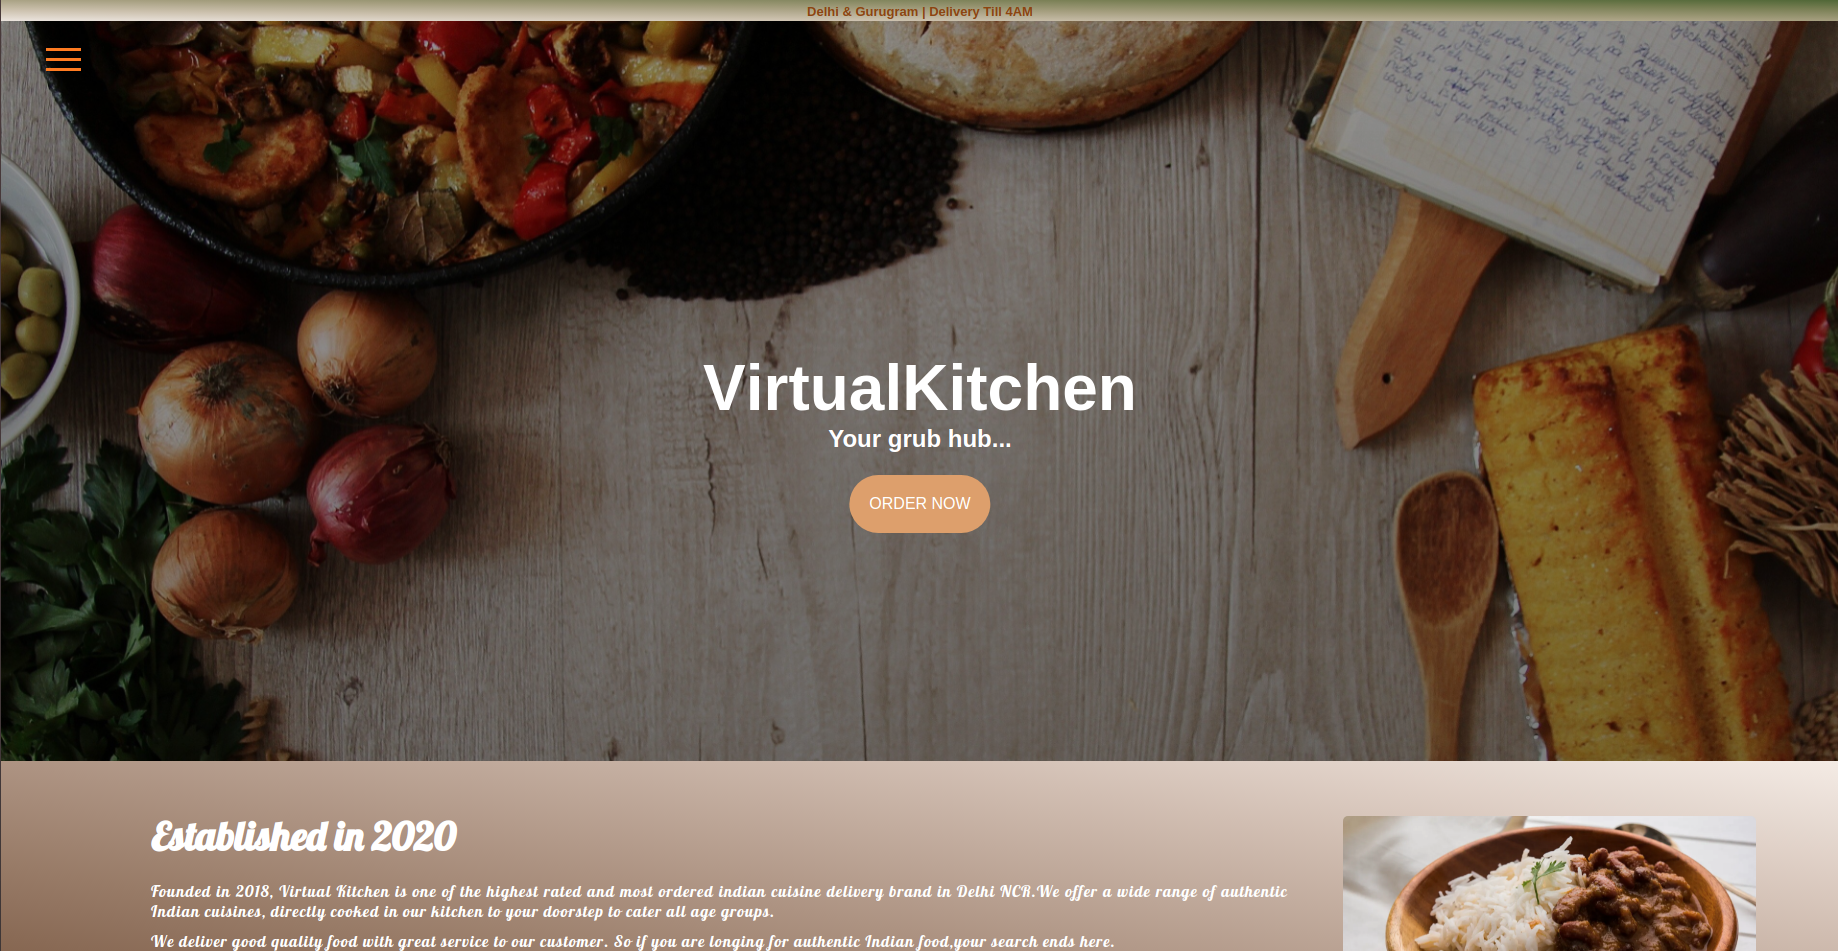 Delhi & Gurugram | Delivery Till 4AM
VirtualKitchen
Your grub hub...
ORDER NOW
Established in 2020
Founded in 2018, Virtual Kitchen is one of the highest rated and most ordered indian cuisine delivery brand in Delhi NCR.We offer a wide range of authentic
Indian cuisines, directly cooked in our kitchen to your doorstep to cater all age groups.
We deliver good quality food with great service to our customer. So if you are longing for authentic Indian food,your search ends here.